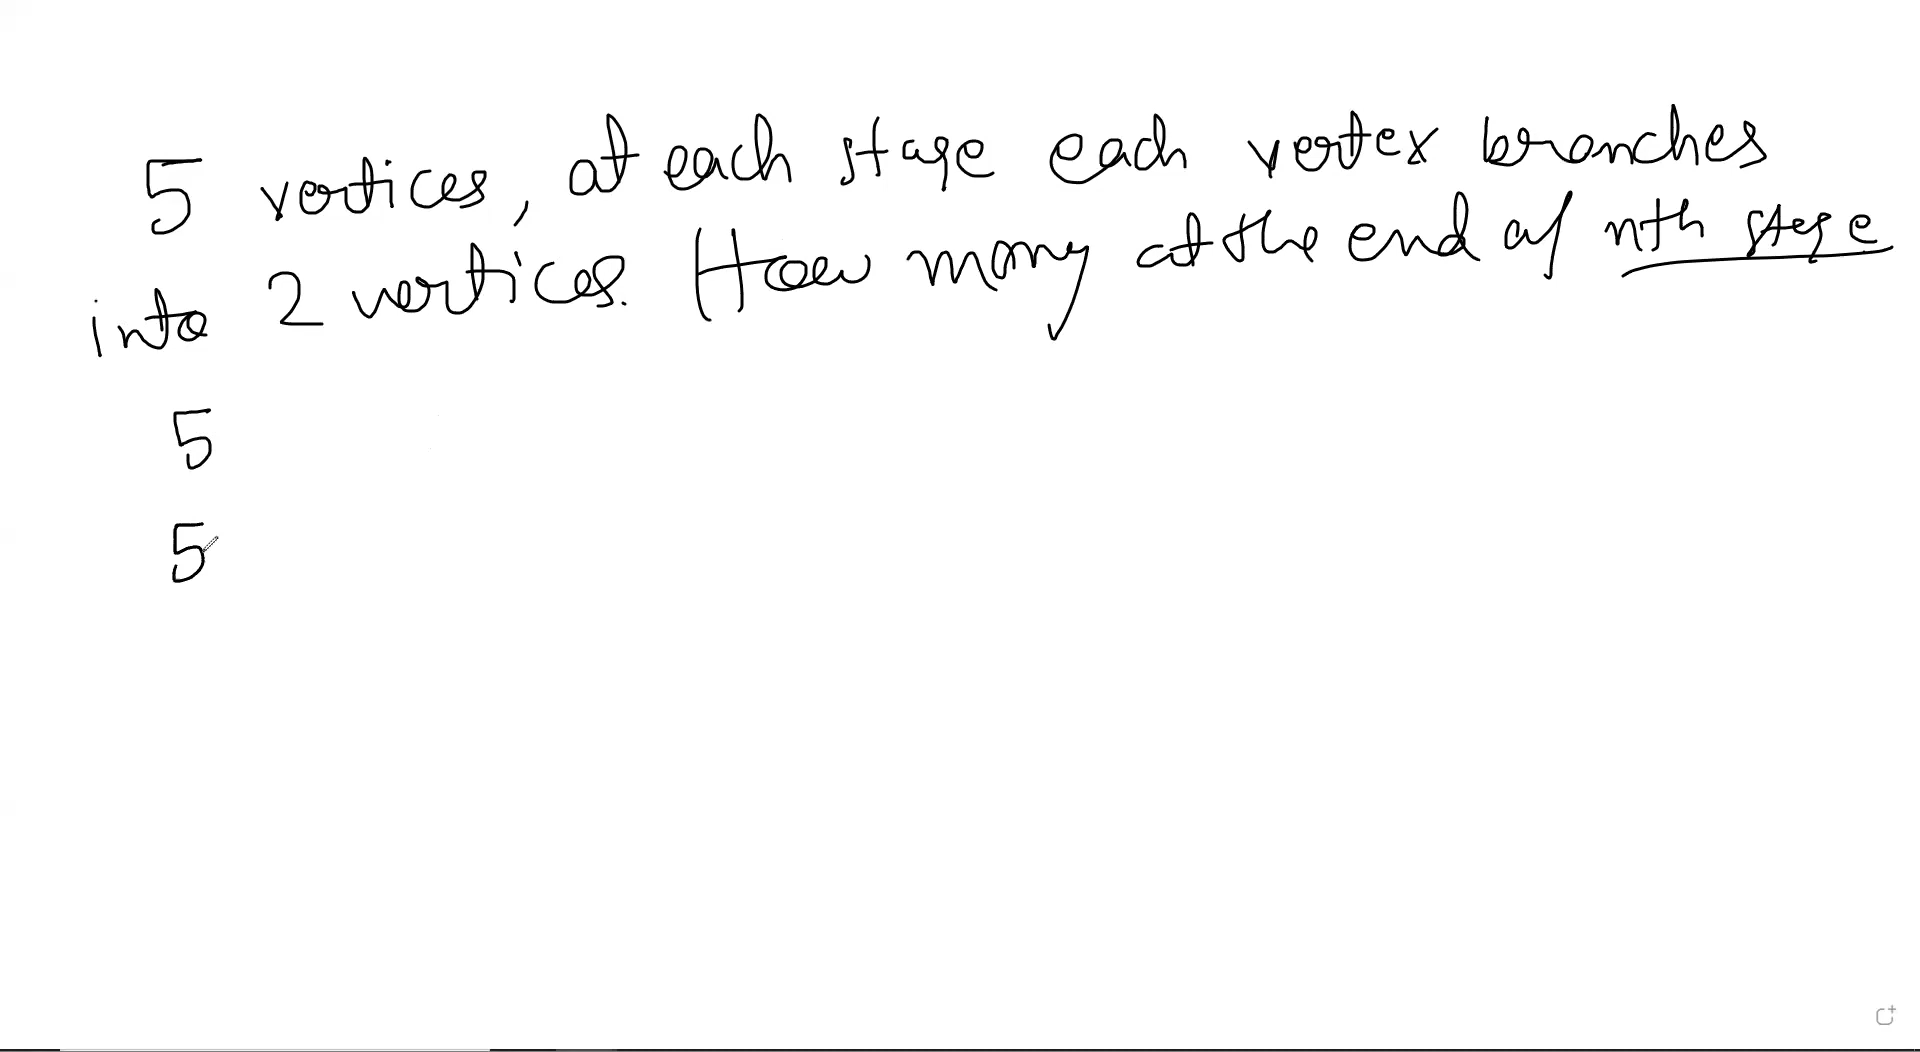 5 vertices, at each stage each vertex branches
into 2 vertices. How many at the end of nth stage
5
5